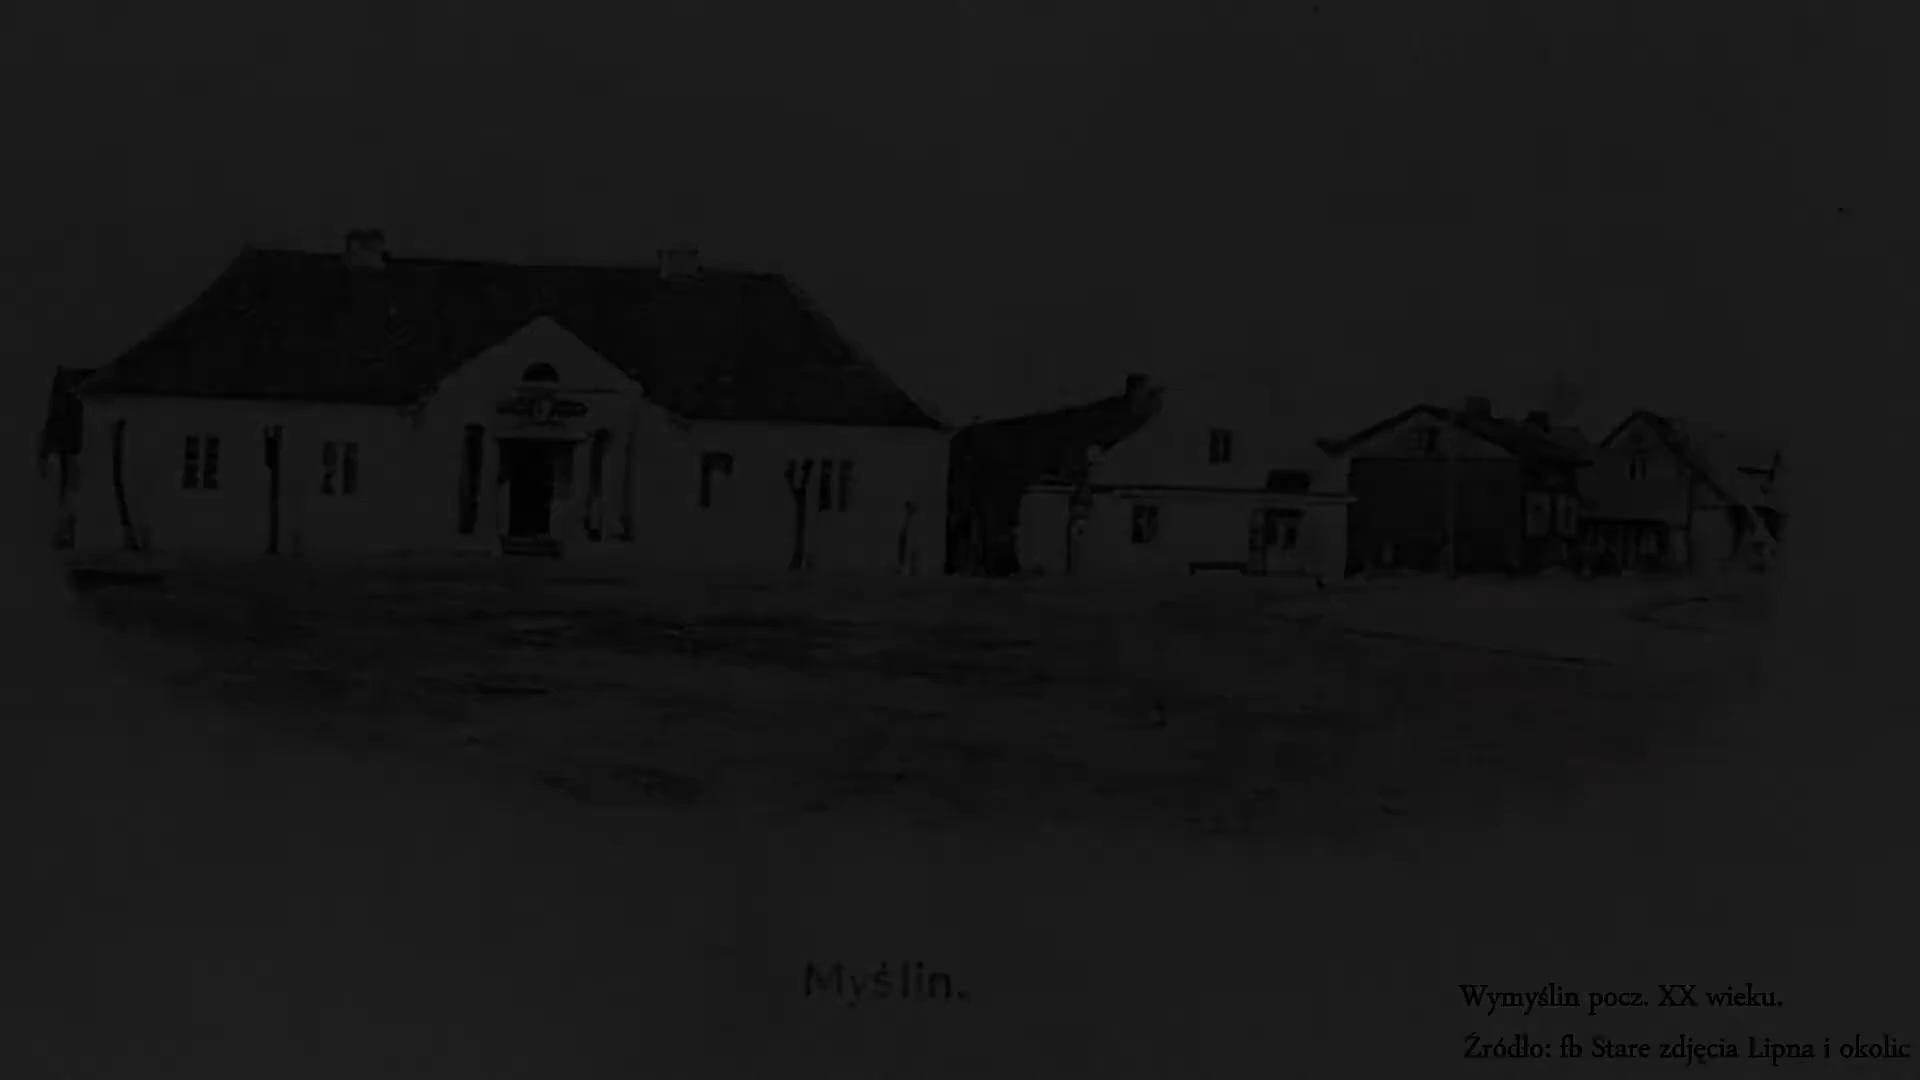 Myślin.
Wymyślin pocz. XX wieku.
Źródło: fb Stare zdjęcia Lipna i okolic